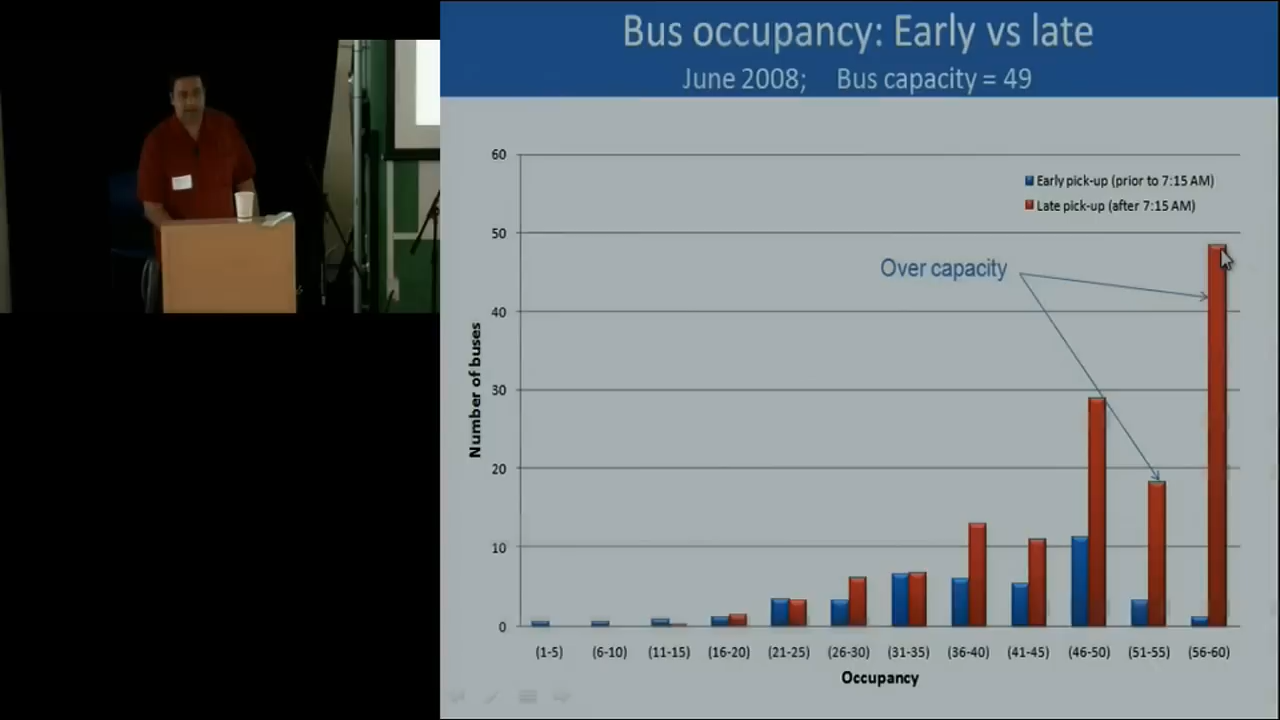 Bus occupancy: Early vs late
June 2008; Bus capacity = 49
60
Early pick-up (prior to 7:15 AM)
Late pick-up (after 7:15 AM)
50
Over capacity
40
Number of buses
30
20
10
0
(1-5) (6-10) (11-15) (16-20) (21-25) (26-30) (31-35) (36-40) (41-45) (46-50) (51-55) (56-60)
Occupancy